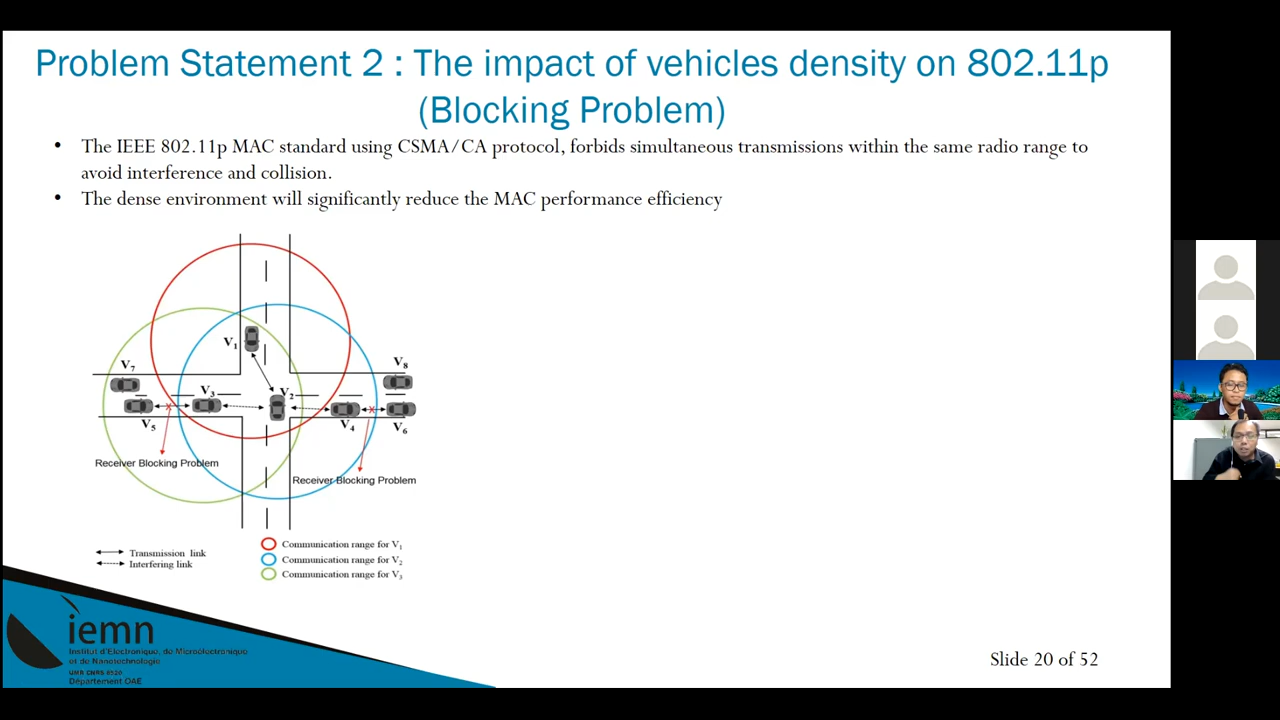 Problem Statement 2 : The impact of vehicles density on 802.11p
(Blocking Problem)
• The IEEE 802.11p MAC standard using CSMA/CA protocol, forbids simultaneous transmissions within the same radio range to
avoid interference and collision.
• The dense environment will significantly reduce the MAC performance efficiency
V1
V7
V8
V3
V2
V5
V4
V6
Receiver Blocking Problem
Receiver Blocking Problem
Transmission link
Interfering link
Communication range for V1
Communication range for V2
Communication range for V3
iemn
Institut d'Electronique, de Microélectronique
et de Nanotechnologie
UMR CNRS 8520
Département OAE
Slide 20 of 52